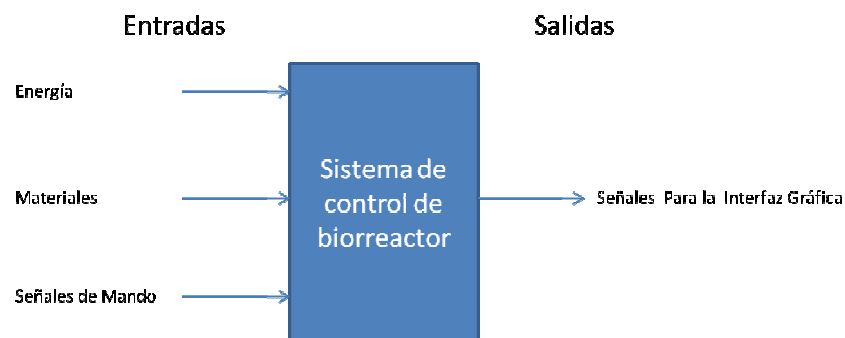 Entradas
Salidas
Energía
Materiales
Señales de Mando
Sistema de
control de
biorreactor
Señales Para la Interfaz Gráfica